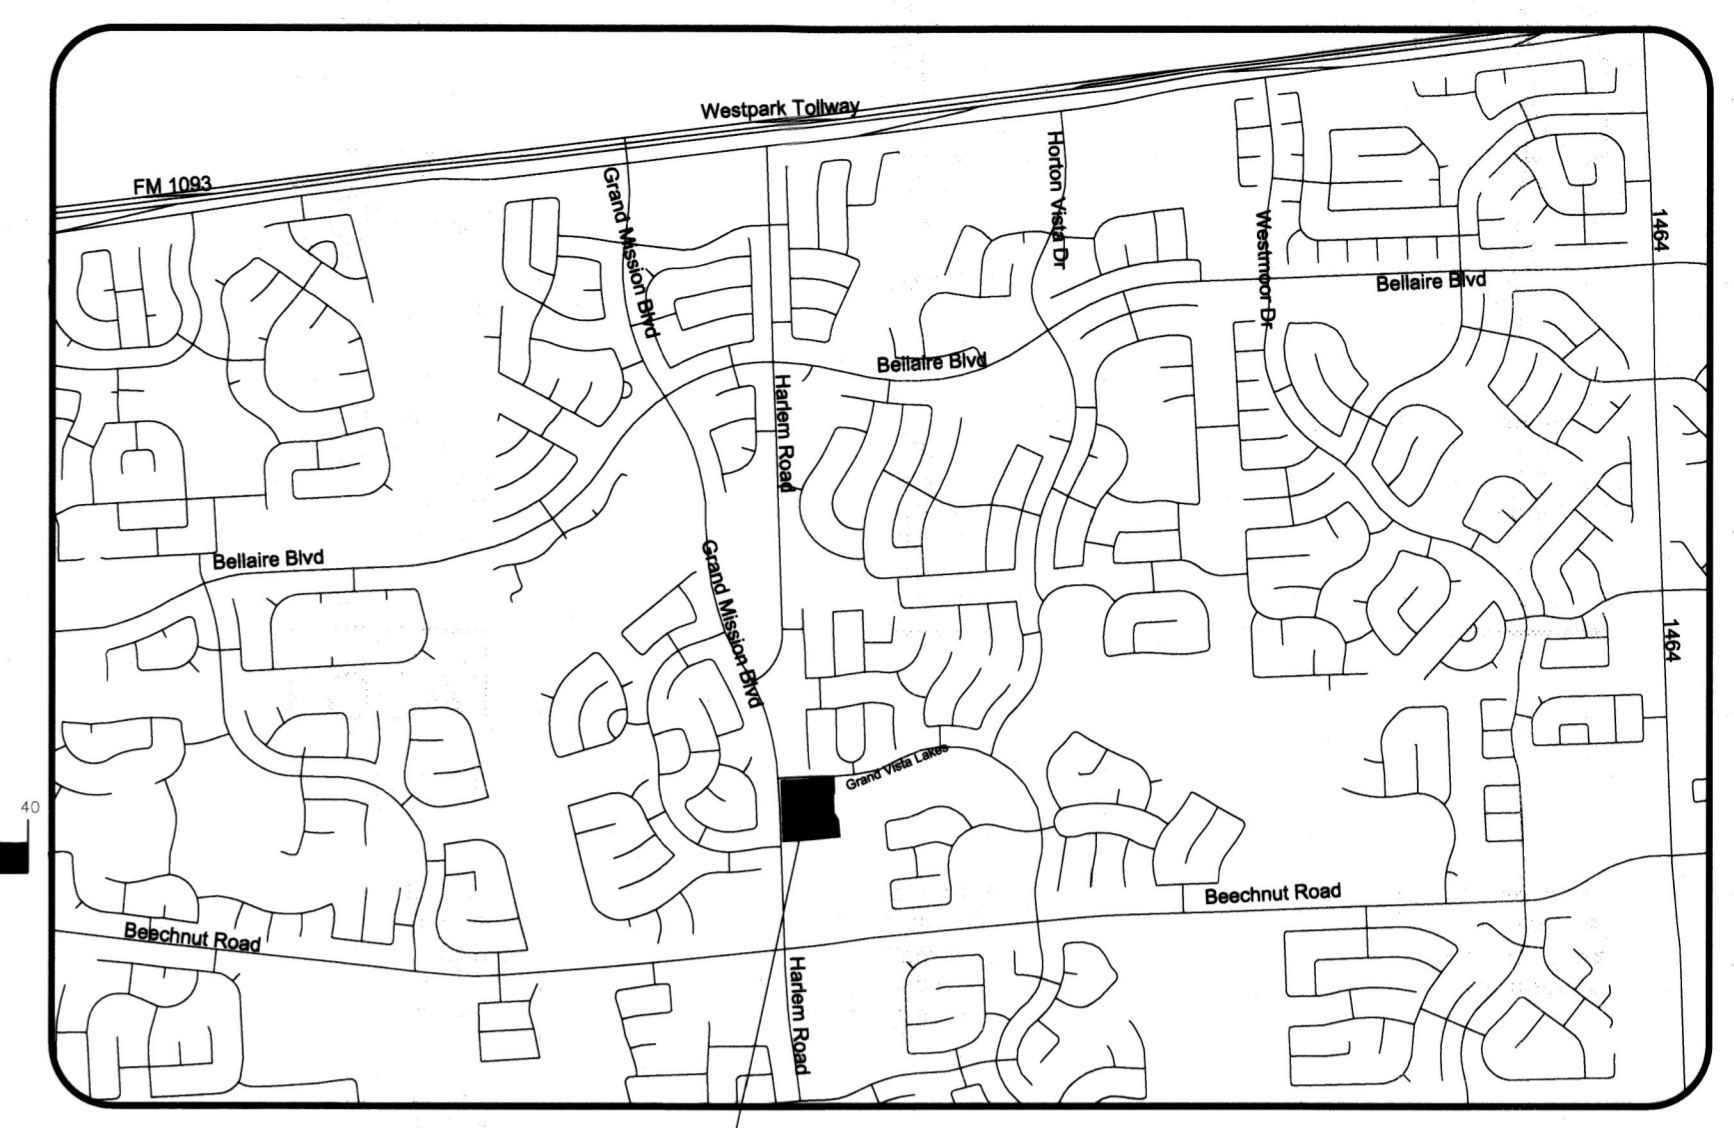 Westpark Tollway
FM 1093
Grand Mission Blvd
Horton Vista Dr
Westmoor Dr
1464
Bellaire Blvd
Bellaire Blvd
Harlem Road
Bellaire Blvd
Grand Mission Blvd
1464
Grand Vista Lakes
40
Beechnut Road
Beechnut Road
Harlem Road